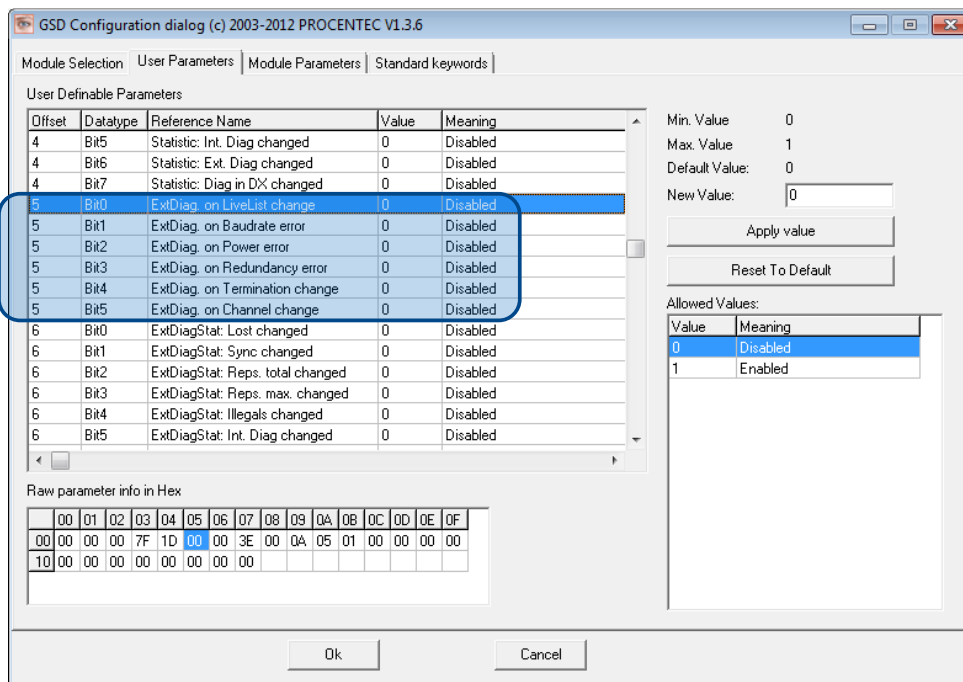 GSD Configuration dialog (c) 2003-2012 PROCENTEC V1.3.6
Module Selection User Parameters Module Parameters Standard keywords
User Definable Parameters
Offset Datatype Reference Name Value Meaning
4 Bit5 Statistic: Int. Diag changed 0 Disabled
4 Bit6 Statistic: Ext. Diag changed 0 Disabled
4 Bit7 Statistic: Diag in DX changed 0 Disabled
5 Bit0 ExtDiag. on LiveList change 0 Disabled
5 Bit1 ExtDiag. on Baudrate error 0 Disabled
5 Bit2 ExtDiag. on Power error 0 Disabled
5 Bit3 ExtDiag. on Redundancy error 0 Disabled
5 Bit4 ExtDiag. on Termination change 0 Disabled
5 Bit5 ExtDiag. on Channel change 0 Disabled
6 Bit0 ExtDiagStat: Lost changed 0 Disabled
6 Bit1 ExtDiagStat: Sync changed 0 Disabled
6 Bit2 ExtDiagStat: Reps. total changed 0 Disabled
6 Bit3 ExtDiagStat: Reps. max. changed 0 Disabled
6 Bit4 ExtDiagStat: Illegals changed 0 Disabled
6 Bit5 ExtDiagStat: Int. Diag changed 0 Disabled
Min. Value 0
Max. Value 1
Default Value: 0
New Value: 0
Apply value
Reset To Default
Allowed Values:
Value Meaning
0 Disabled
1 Enabled
Raw parameter info in Hex
00 01 02 03 04 05 06 07 08 09 0A 0B 0C 0D 0E 0F
00 00 00 00 7F 1D 00 00 3E 00 0A 05 01 00 00 00 00
10 00 00 00 00 00 00 00 00
Ok Cancel